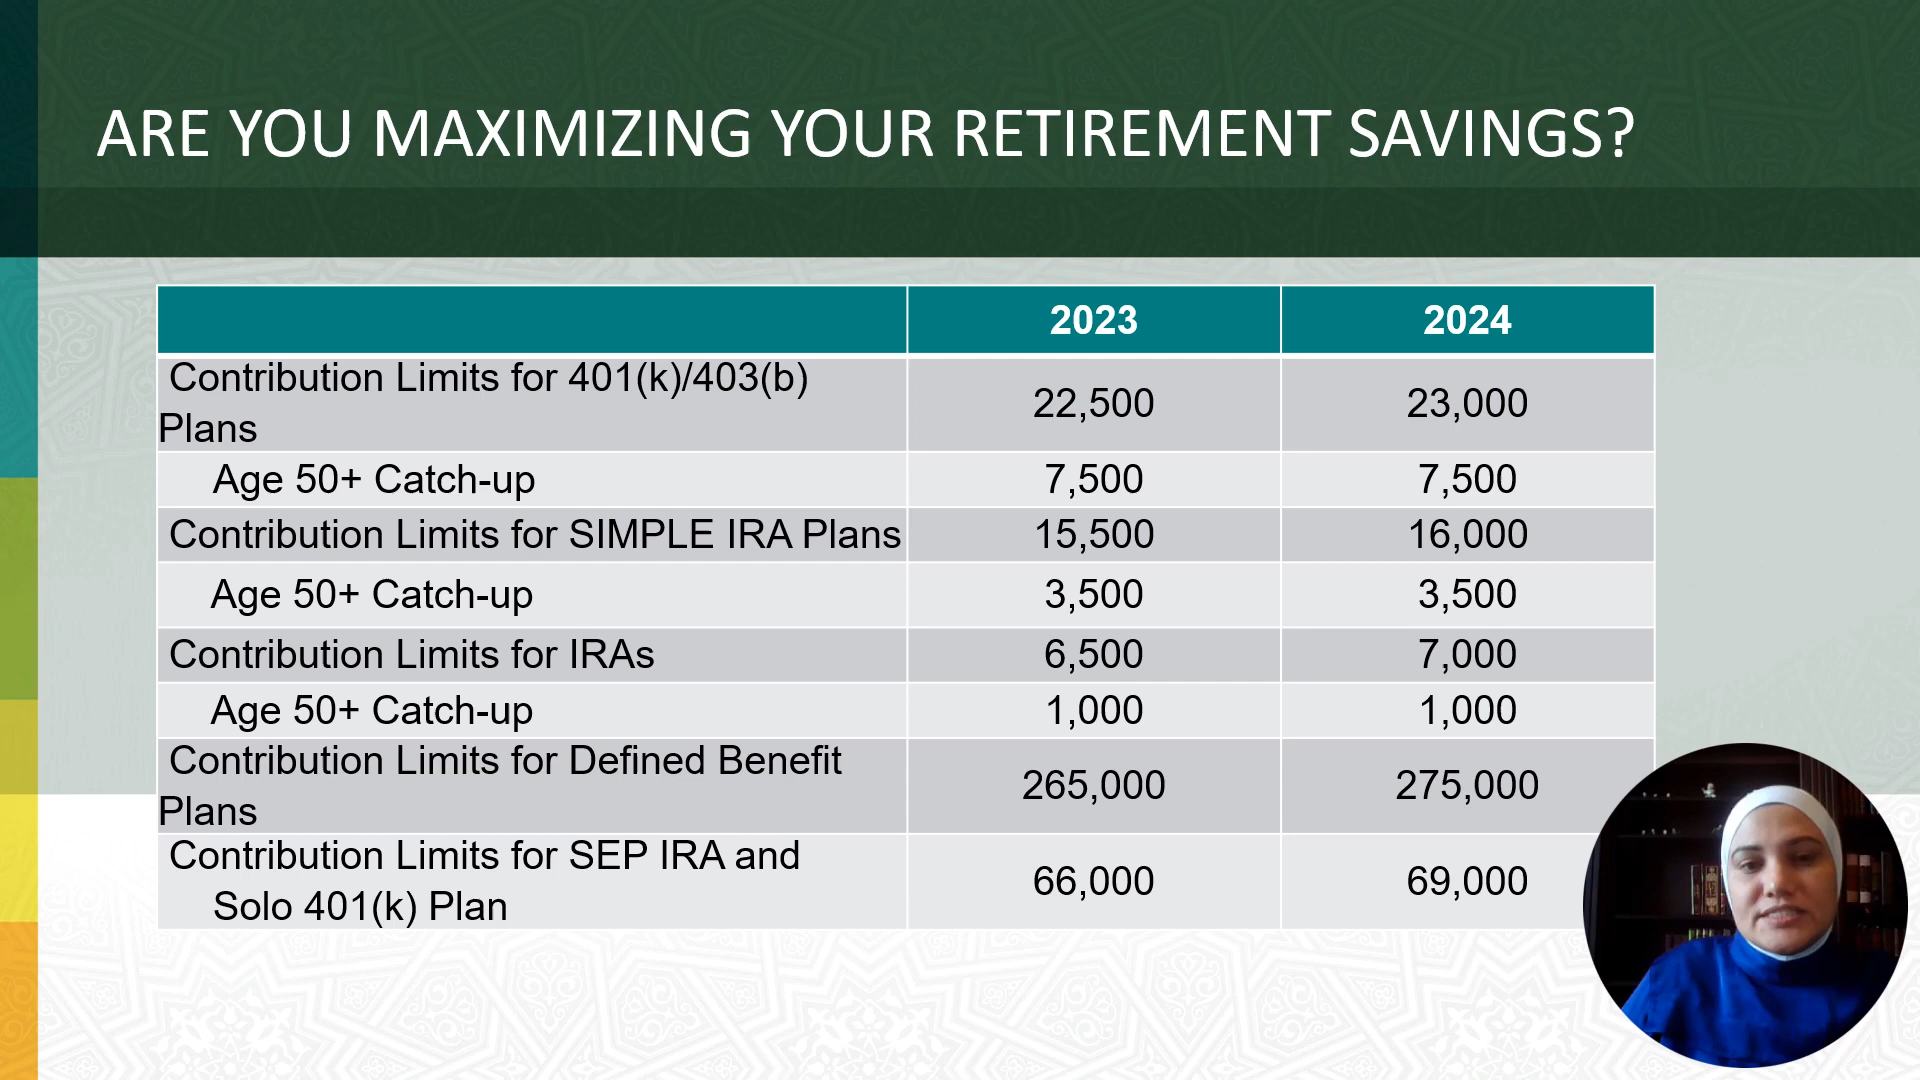 ARE YOU MAXIMIZING YOUR RETIREMENT SAVINGS?
2023 2024
Contribution Limits for 401(k)/403(b)
Plans 22,500 23,000
Age 50+ Catch-up 7,500 7,500
Contribution Limits for SIMPLE IRA Plans 15,500 16,000
Age 50+ Catch-up 3,500 3,500
Contribution Limits for IRAs 6,500 7,000
Age 50+ Catch-up 1,000 1,000
Contribution Limits for Defined Benefit
Plans 265,000 275,000
Contribution Limits for SEP IRA and
Solo 401(k) Plan 66,000 69,000